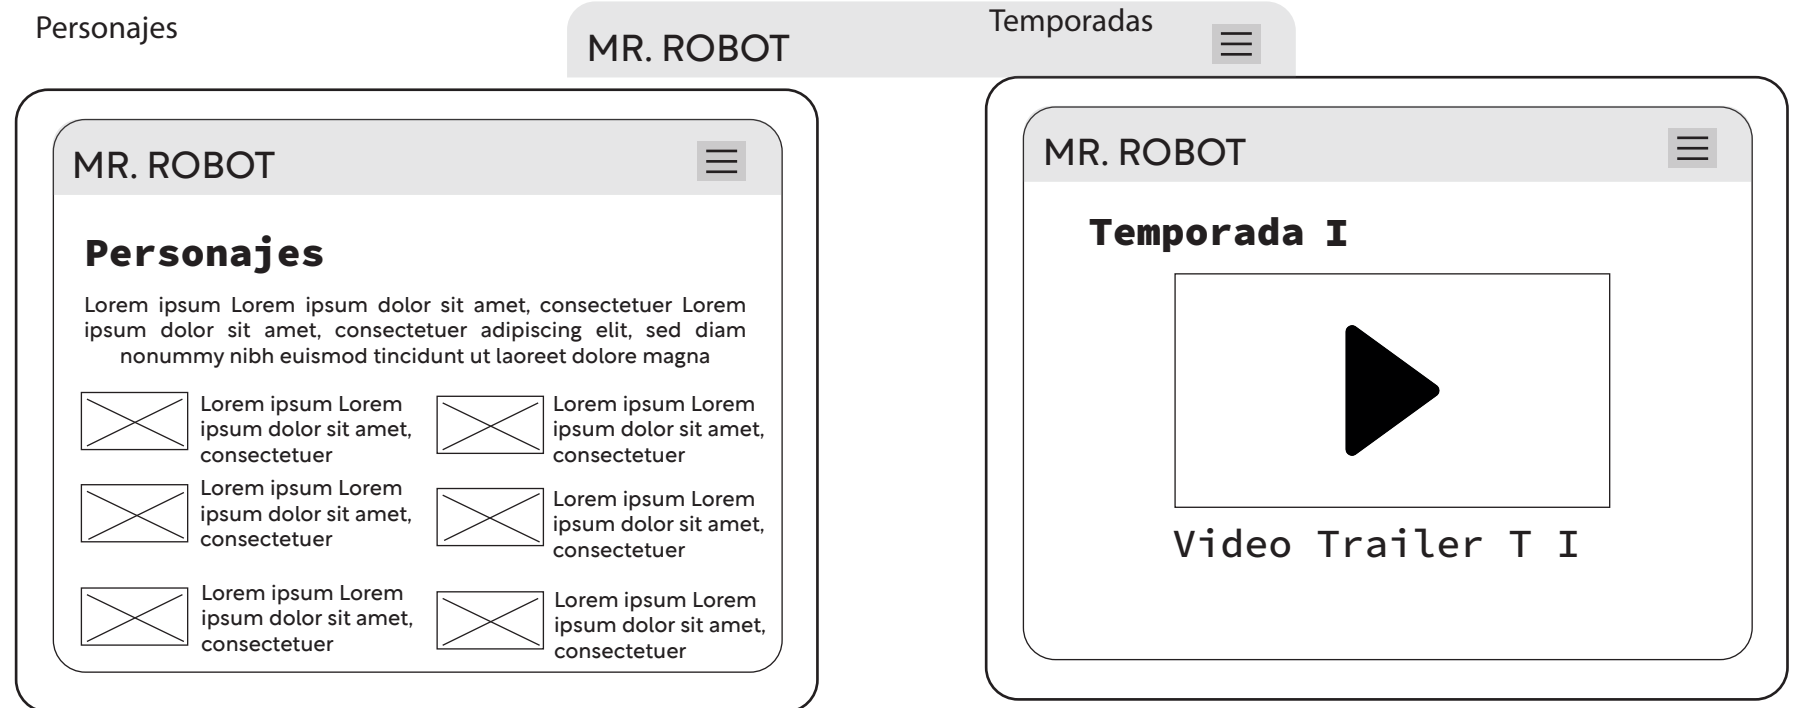 Personajes
MR. ROBOT
Temporadas
MR. ROBOT
Personajes
Lorem ipsum Lorem ipsum dolor sit amet, consectetuer Lorem
ipsum dolor sit amet, consectetuer adipiscing elit, sed diam
nonummy nibh euismod tincidunt ut laoreet dolore magna
Lorem ipsum Lorem
ipsum dolor sit amet,
consectetuer
Lorem ipsum Lorem
ipsum dolor sit amet,
consectetuer
Lorem ipsum Lorem
ipsum dolor sit amet,
consectetuer
Lorem ipsum Lorem
ipsum dolor sit amet,
consectetuer
Lorem ipsum Lorem
ipsum dolor sit amet,
consectetuer
Lorem ipsum Lorem
ipsum dolor sit amet,
consectetuer
MR. ROBOT
Temporada I
Video Trailer T I